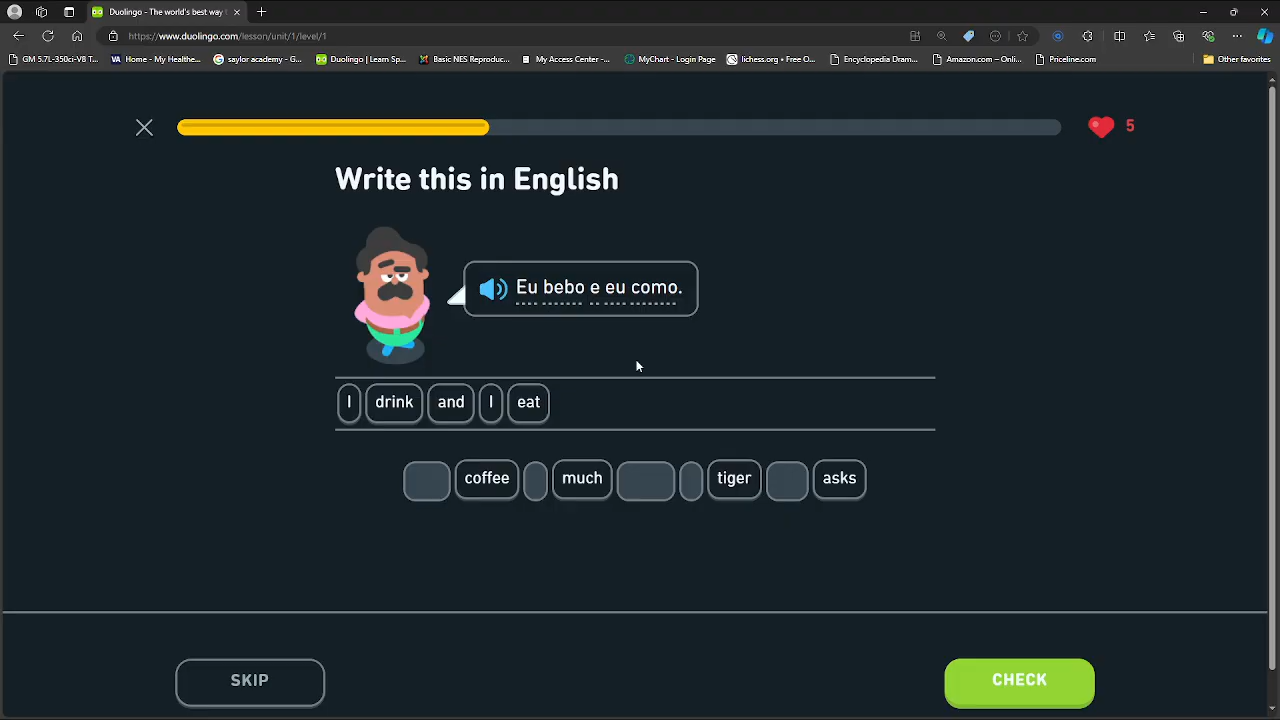 Duolingo - The world's best way t
https://www.duolingo.com/lesson/unit/1/level/1
GM 5.7L-350c-V8 T...
Home - My Healthe...
saylor academy - G...
Duolingo | Learn Sp...
Basic NES Reproduc...
My Access Center -...
MyChart - Login Page
lichess.org • Free O...
Encyclopedia Dram...
Amazon.com - Onli...
Priceline.com
Other favorites
5
Write this in English
Eu bebo e eu como.
I drink and I eat
coffee much tiger asks
SKIP
CHECK